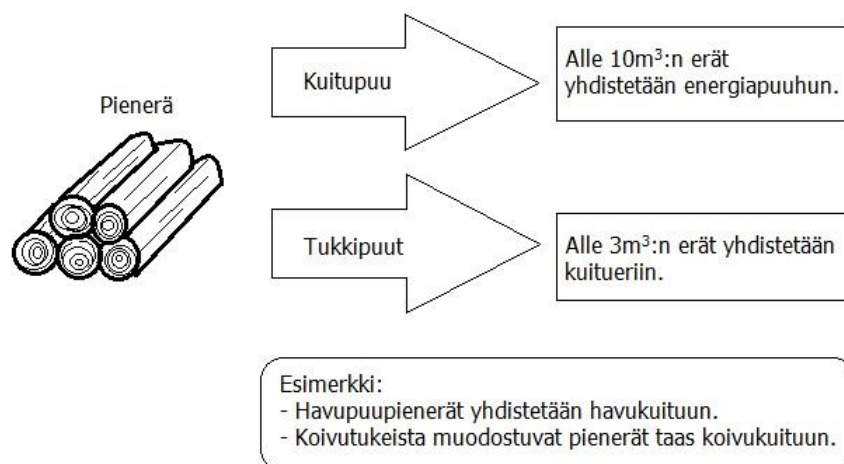 Pienerä
Kuitupuu
Alle 10m³:n erät
yhdistetään energiapuuhun.
Tukkipuut
Alle 3m³:n erät yhdistetään
kuitueriin.
Esimerkki:
- Havupuupienerät yhdistetään havukuituun.
- Koivutukeista muodostuvat pienerät taas koivukuituun.